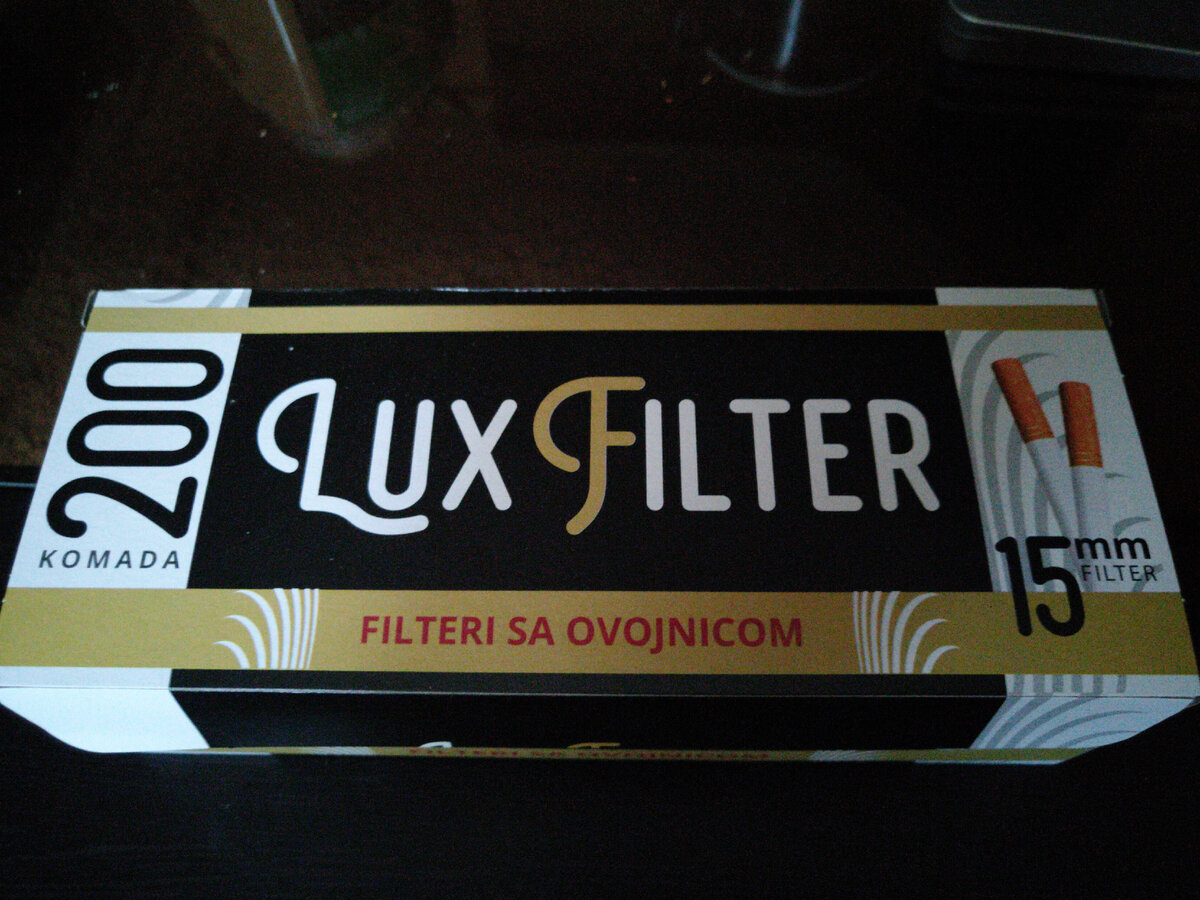 200
KOMADA
LUX FILTER
15mm
FILTER
FILTERI SA OVOJNICOM